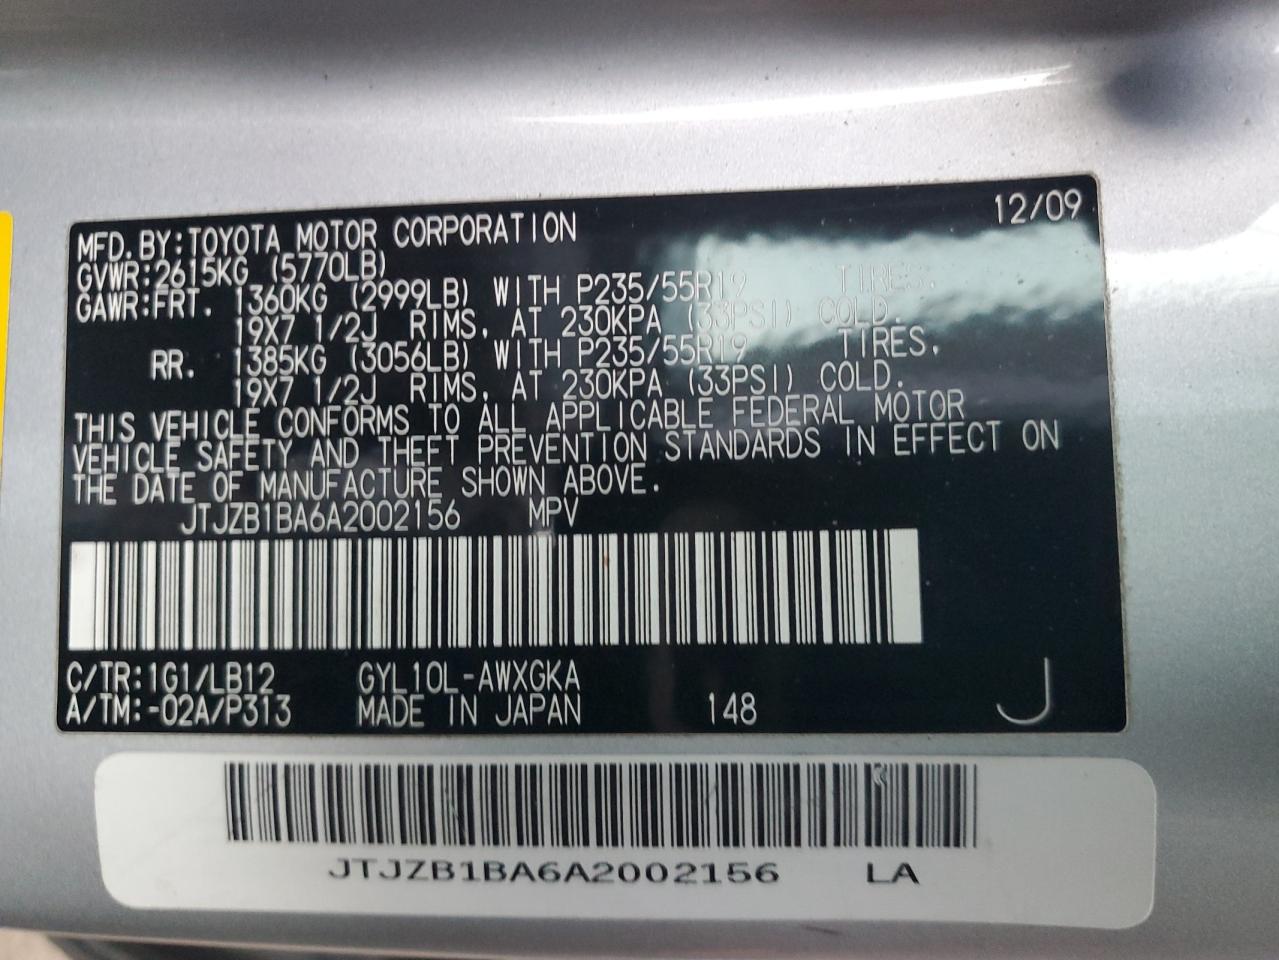 12/09
MFD. BY: TOYOTA MOTOR CORPORATION
GVWR: 2615KG (5770LB)
GAWR: FRT. 1360KG (2999LB) WITH P235/55R19 TIRES,
19X7 1/2J RIMS, AT 230KPA (33PSI) COLD.
RR. 1385KG (3056LB) WITH P235/55R19 TIRES,
19X7 1/2J RIMS, AT 230KPA (33PSI) COLD.
THIS VEHICLE CONFORMS TO ALL APPLICABLE FEDERAL MOTOR
VEHICLE SAFETY AND THEFT PREVENTION STANDARDS IN EFFECT ON
THE DATE OF MANUFACTURE SHOWN ABOVE.
JTJZB1BA6A2002156 MPV
C/TR: 1G1/LB12 GYL10L-AWXGKA
A/TM: -02A/P313 MADE IN JAPAN 148 J
JTJZB1BA6A2002156 LA